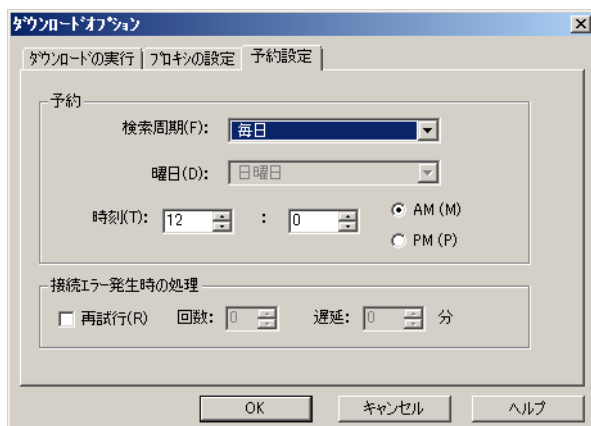 ﾀﾞｳﾝﾛｰﾄﾞｵﾌﾟｼｮﾝ
ﾀﾞｳﾝﾛｰﾄﾞの実行 ﾌﾟﾛｷｼの設定 予約設定
予約
検索周期(F): 毎日
曜日(D): 日曜日
時刻(T): 12 : 0 AM (M)
PM (P)
接続ｴﾗｰ発生時の処理
再試行(R) 回数: 0 遅延: 0 分
OK ｷｬﾝｾﾙ ﾍﾙﾌﾟ